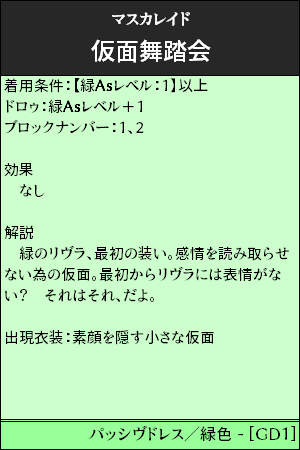 マスカレイド
仮面舞踏会
着用条件：【緑Asレベル：1】以上
ドロゥ：緑Asレベル＋1
ブロックナンバー：1、2
効果
　なし
解説
　緑のリヴラ、最初の装い。感情を読み取らせ
ない為の仮面。最初からリヴラには表情がな
い？　それはそれ、だよ。
出現衣装：素顔を隠す小さな仮面
パッシヴドレス／緑色 - [GD1]